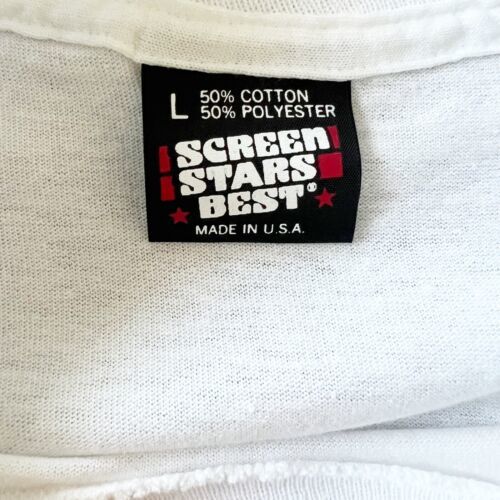 L 50% COTTON
50% POLYESTER
SCREEN
STARS
BEST®
MADE IN U.S.A.